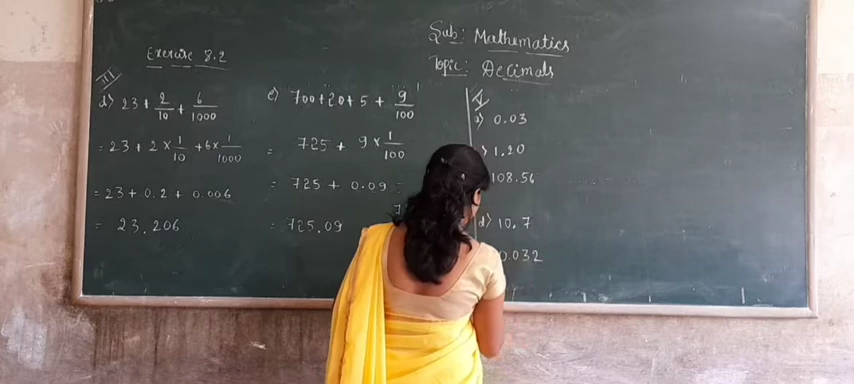 Sub: Mathematics
Topic: Decimals
Exercise 8.2
III
d) 23 + 2/10 + 6/1000
= 23 + 2 × 1/10 + 6 × 1/1000
= 23 + 0.2 + 0.006
= 23.206
e) 700+20+5 + 9/100
= 725 + 9 × 1/100
= 725 + 0.09
= 725.09
a) 0.03
) 1.20
108.56
d) 10.7
0.032